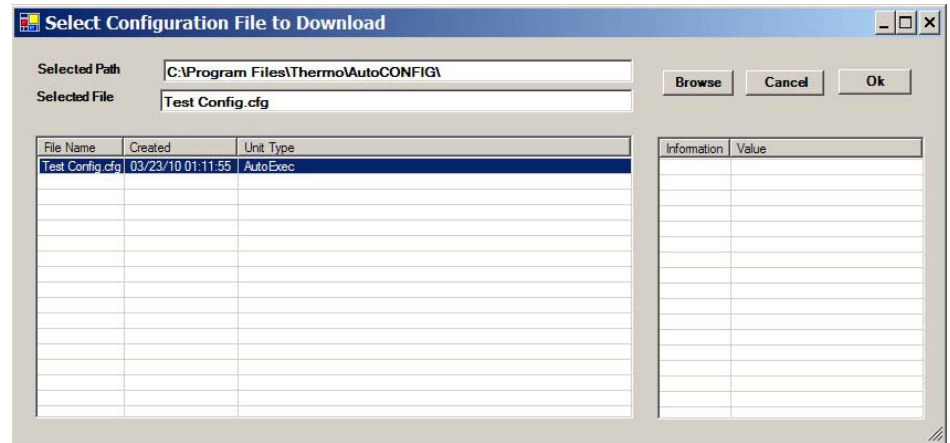 Select Configuration File to Download
Selected Path C:\Program Files\Thermo\AutoCONFIG\
Browse Cancel Ok
Selected File Test Config.cfg
File Name Created Unit Type Information Value
Test Config.cfg 03/23/10 01:11:55 AutoExec